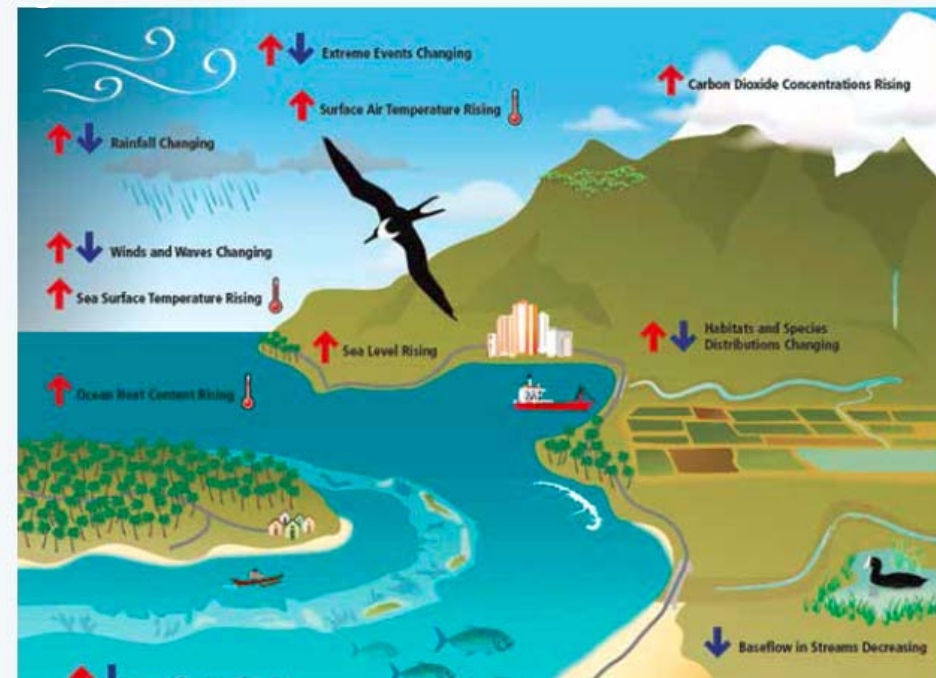 Extreme Events Changing
Carbon Dioxide Concentrations Rising
Surface Air Temperature Rising
Rainfall Changing
Winds and Waves Changing
Sea Surface Temperature Rising
Habitats and Species
Distributions Changing
Sea Level Rising
Ocean Heat Content Rising
Baseflow in Streams Decreasing